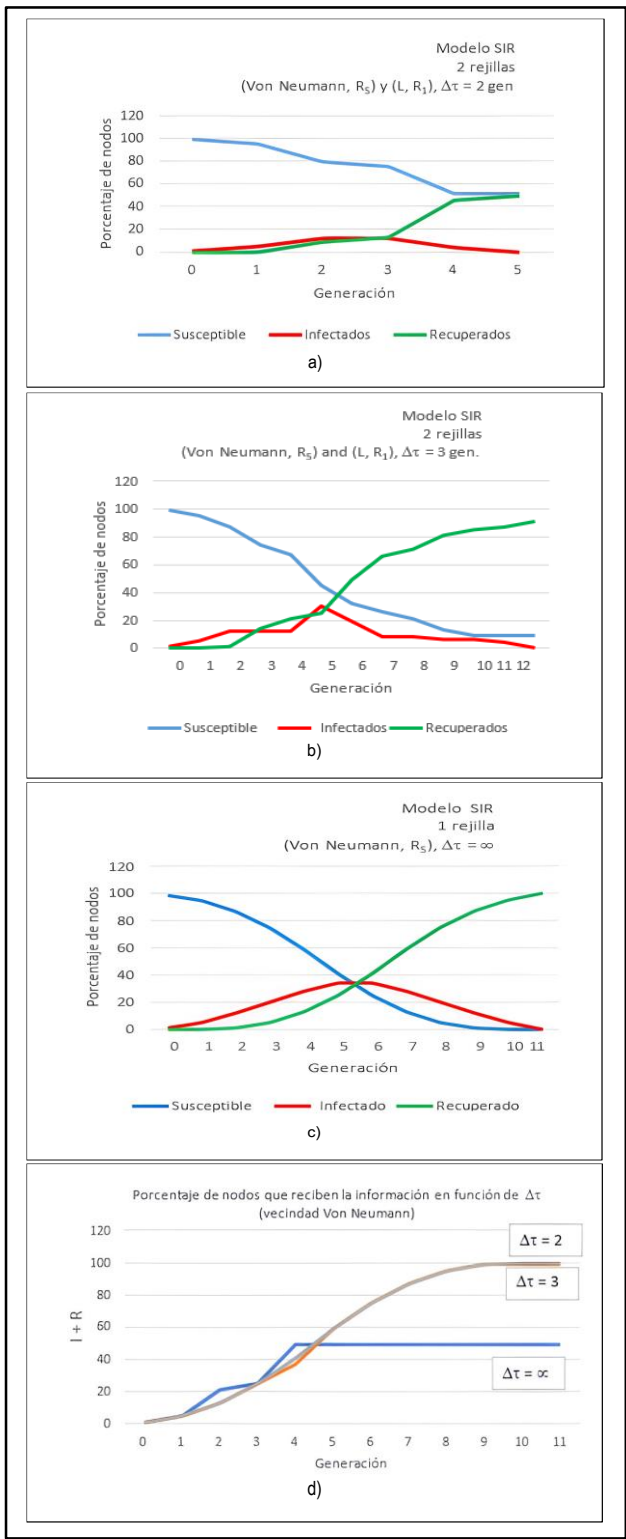 Modelo SIR
2 rejillas
(Von Neumann, R5) y (L, R1), Δτ = 2 gen
Porcentaje de nodos
120
100
80
60
40
20
0
0 1 2 3 4 5
Generación
Susceptible Infectados Recuperados
a)
Modelo SIR
2 rejillas
(Von Neumann, R5) and (L, R1), Δτ = 3 gen.
Porcentaje de nodos
120
100
80
60
40
20
0
0 1 2 3 4 5 6 7 8 9 10 11 12
Generación
Susceptible Infectados Recuperados
b)
Modelo SIR
1 rejilla
(Von Neumann, R5), Δτ = ∞
Porcentaje de nodos
120
100
80
60
40
20
0
0 1 2 3 4 5 6 7 8 9 10 11
Generación
Susceptible Infectado Recuperado
c)
Porcentaje de nodos que reciben la información en función de Δτ
(vecindad Von Neumann)
I + R
120
100
80
60
40
20
0
Δτ = 2
Δτ = 3
Δτ = ∞
0 1 2 3 4 5 6 7 8 9 10 11
Generación
d)